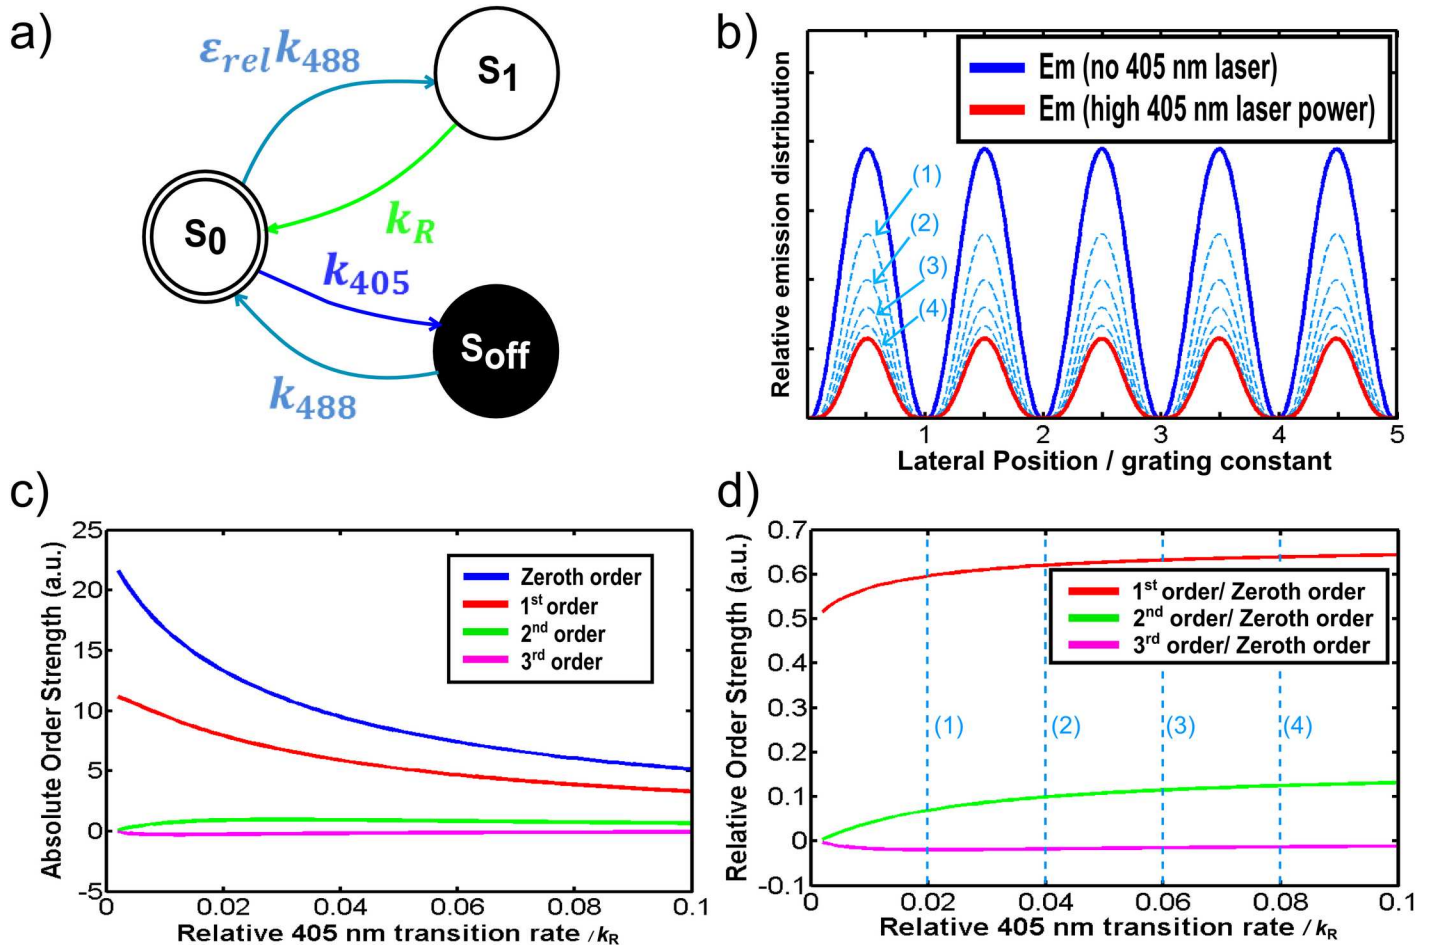 a)
ε_rel k_488
S_1
S_0
k_R
k_405
S_off
k_488
b)
Relative emission distribution
Em (no 405 nm laser)
Em (high 405 nm laser power)
(1)
(2)
(3)
(4)
1 2 3 4 5
Lateral Position / grating constant
c)
Absolute Order Strength (a.u.)
25
20
15
10
5
0
-5
Zeroth order
1st order
2nd order
3rd order
0 0.02 0.04 0.06 0.08 0.1
Relative 405 nm transition rate /k_R
d)
Relative Order Strength (a.u.)
0.7
0.6
0.5
0.4
0.3
0.2
0.1
0
-0.1
1st order/ Zeroth order
2nd order/ Zeroth order
3rd order/ Zeroth order
(1) (2) (3) (4)
0 0.02 0.04 0.06 0.08 0.1
Relative 405 nm transition rate /k_R